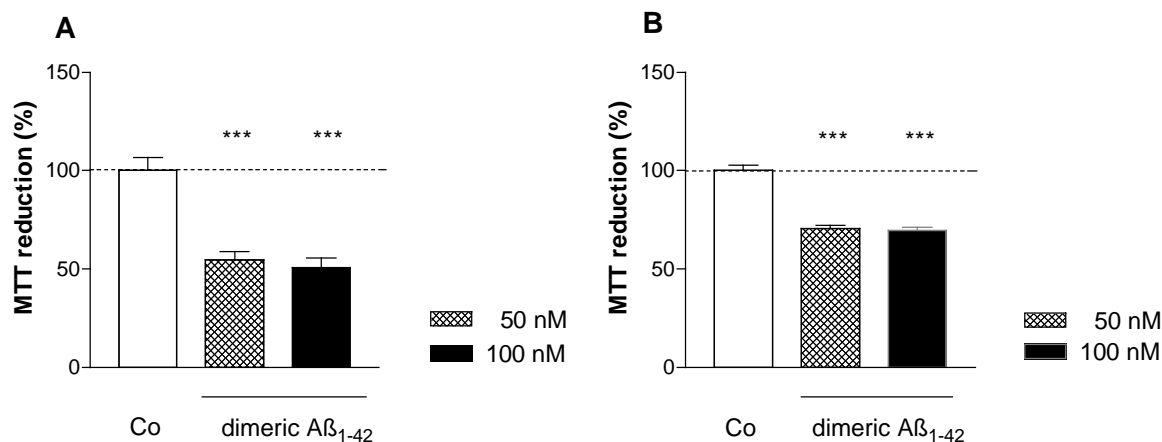 A
MTT reduction (%)
150
100
50
0
*** ***
Co
dimeric Aß1-42
50 nM
100 nM
B
MTT reduction (%)
150
100
50
0
*** ***
Co
dimeric Aß1-42
50 nM
100 nM